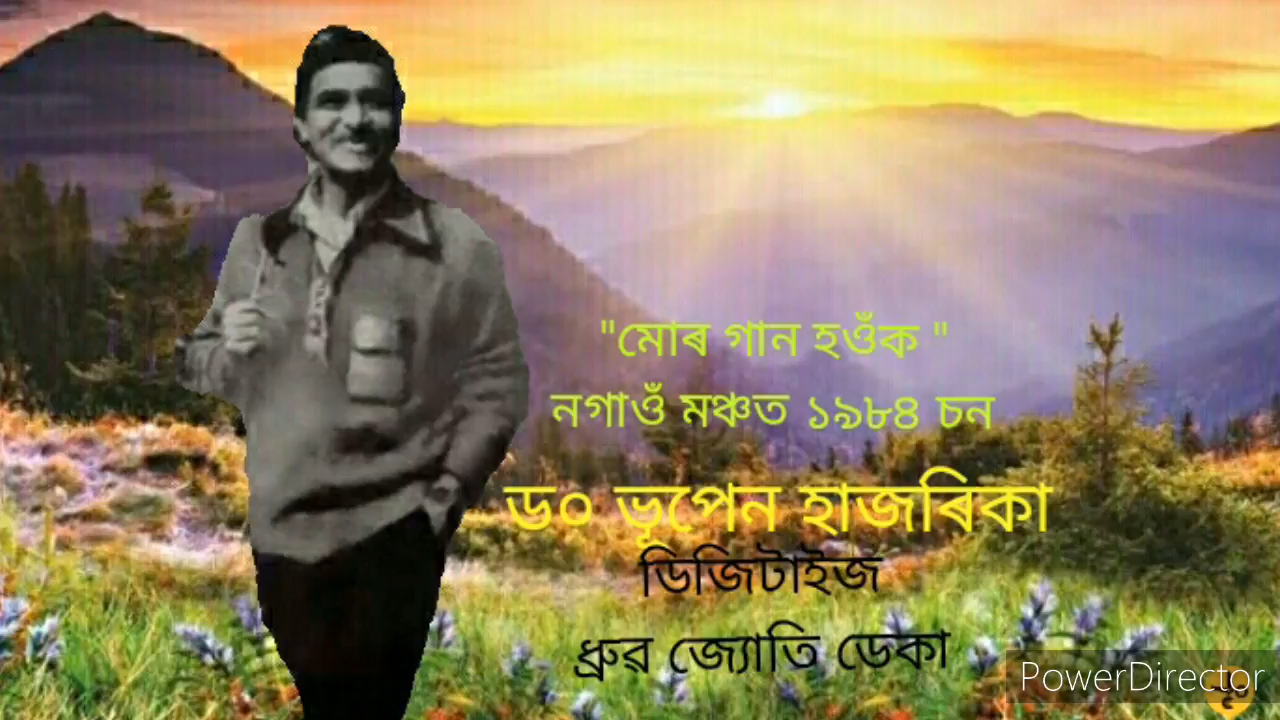 "মোৰ গান হওঁক "
নগাওঁ মঞ্চত ১৯৮৪ চন
ড০ ভূপেন হাজৰিকা
ডিজিটাইজ
ধ্ৰুৱ জ্যোতি ডেকা
PowerDirector